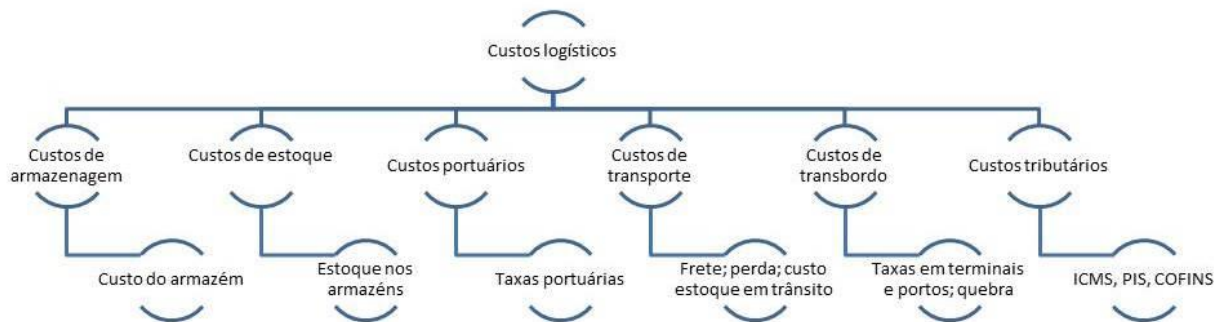 Custos logísticos
Custos de
armazenagem
Custos de estoque
Custos portuários
Custos de
transporte
Custos de
transbordo
Custos tributários
Custo do armazém
Estoque nos
armazéns
Taxas portuárias
Frete; perda; custo
estoque em trânsito
Taxas em terminais
e portos; quebra
ICMS, PIS, COFINS